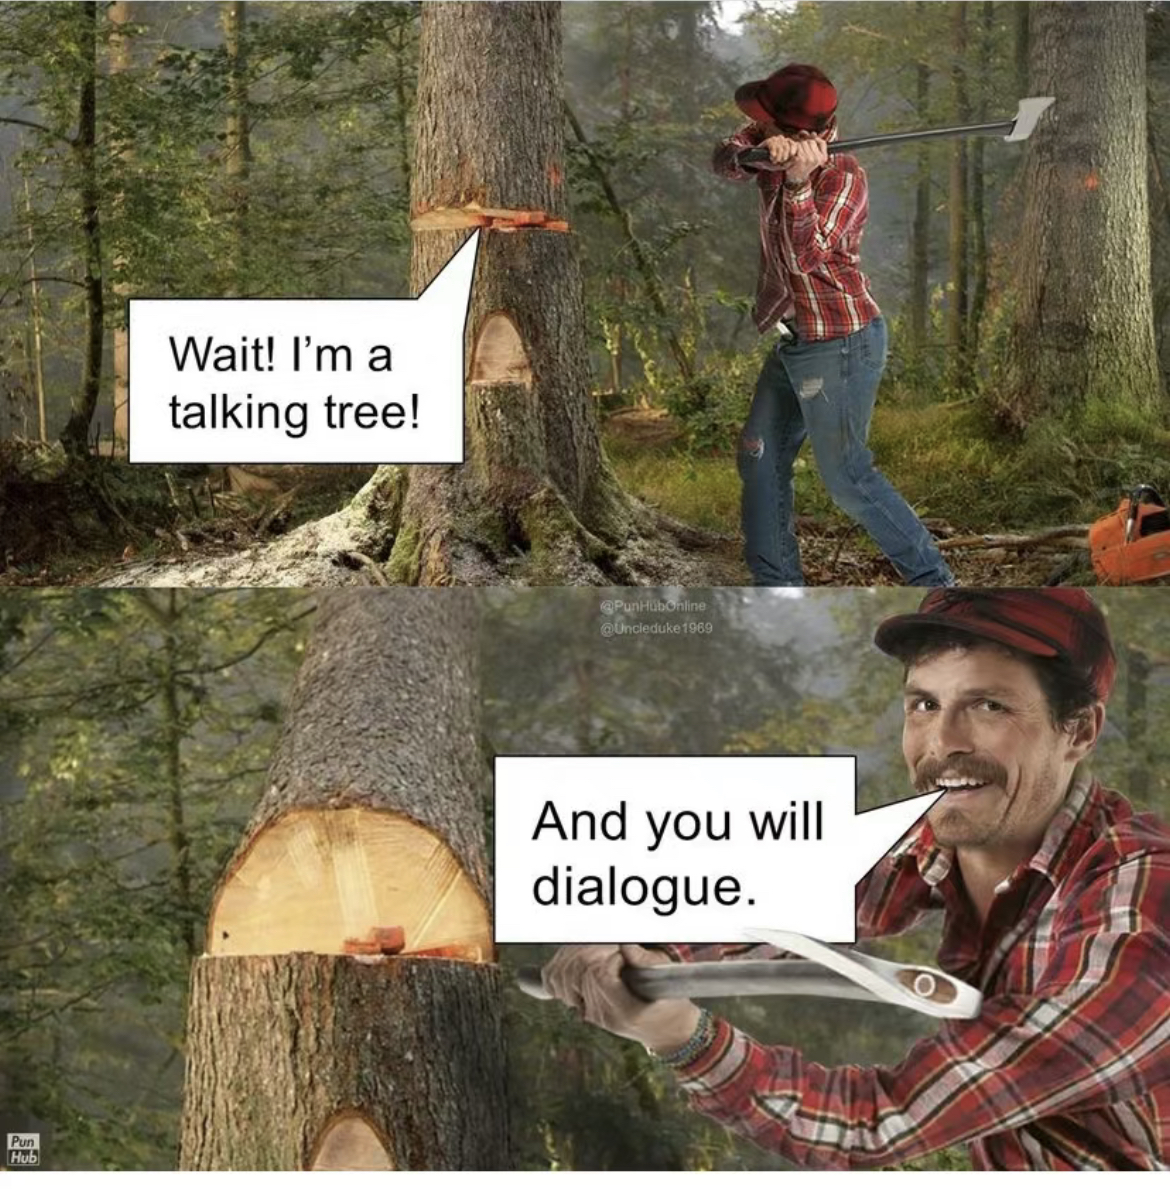 Wait! I'm a
talking tree!
@PunHubOnline
@Uncleduke1969
And you will
dialogue.
Pun
Hub